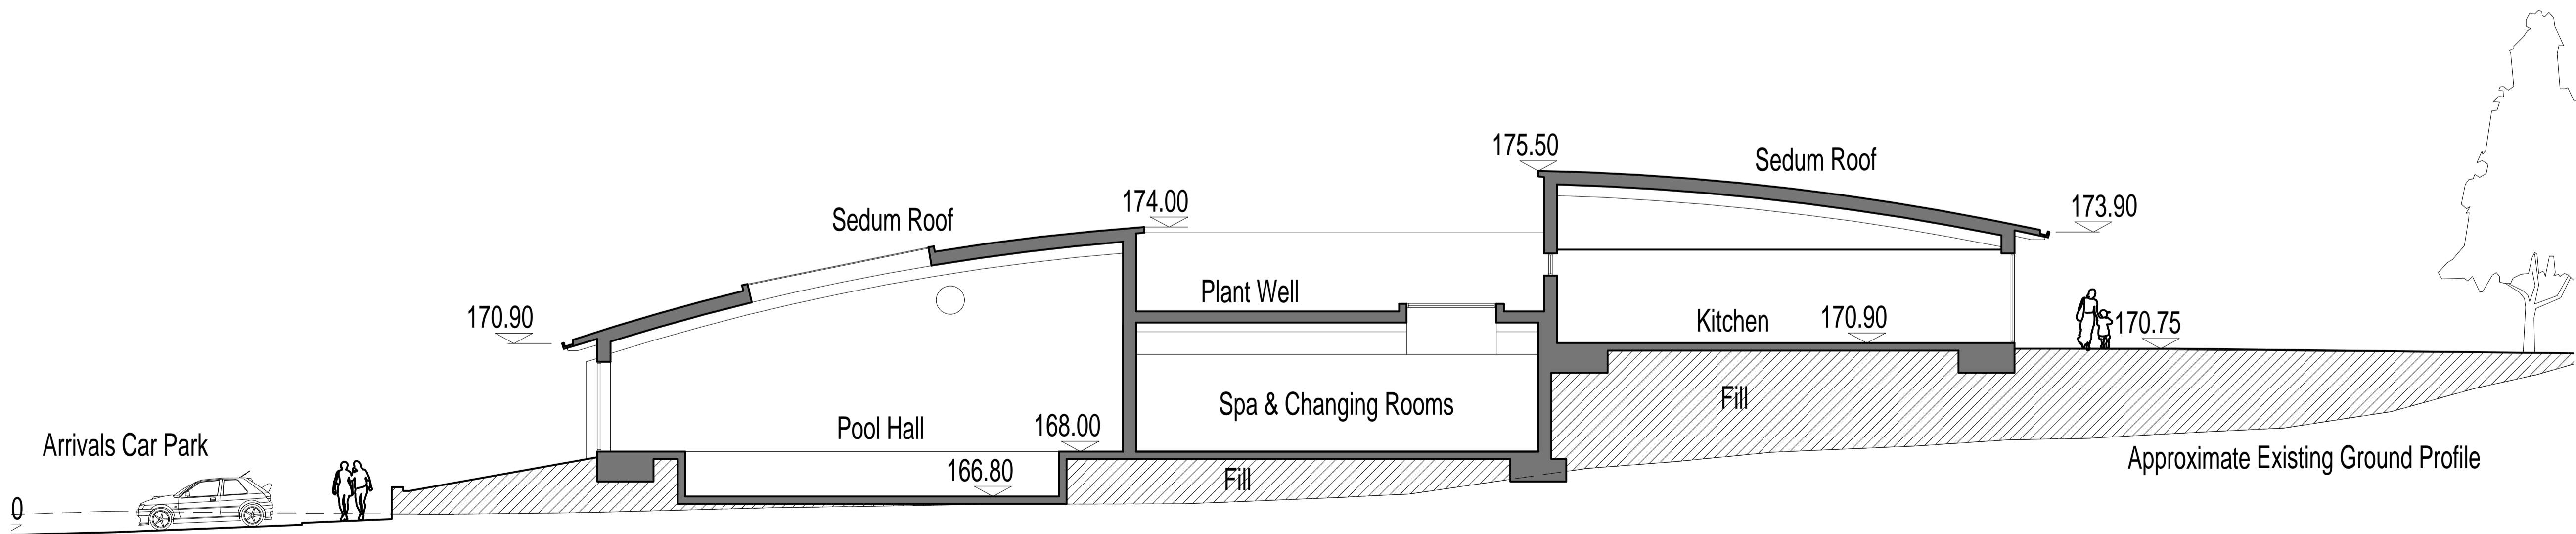 175.50
Sedum Roof
174.00
173.90
Sedum Roof
Plant Well
170.90
Kitchen
170.90
170.75
Fill
Spa & Changing Rooms
Pool Hall
168.00
Arrivals Car Park
Approximate Existing Ground Profile
166.80
Fill
0